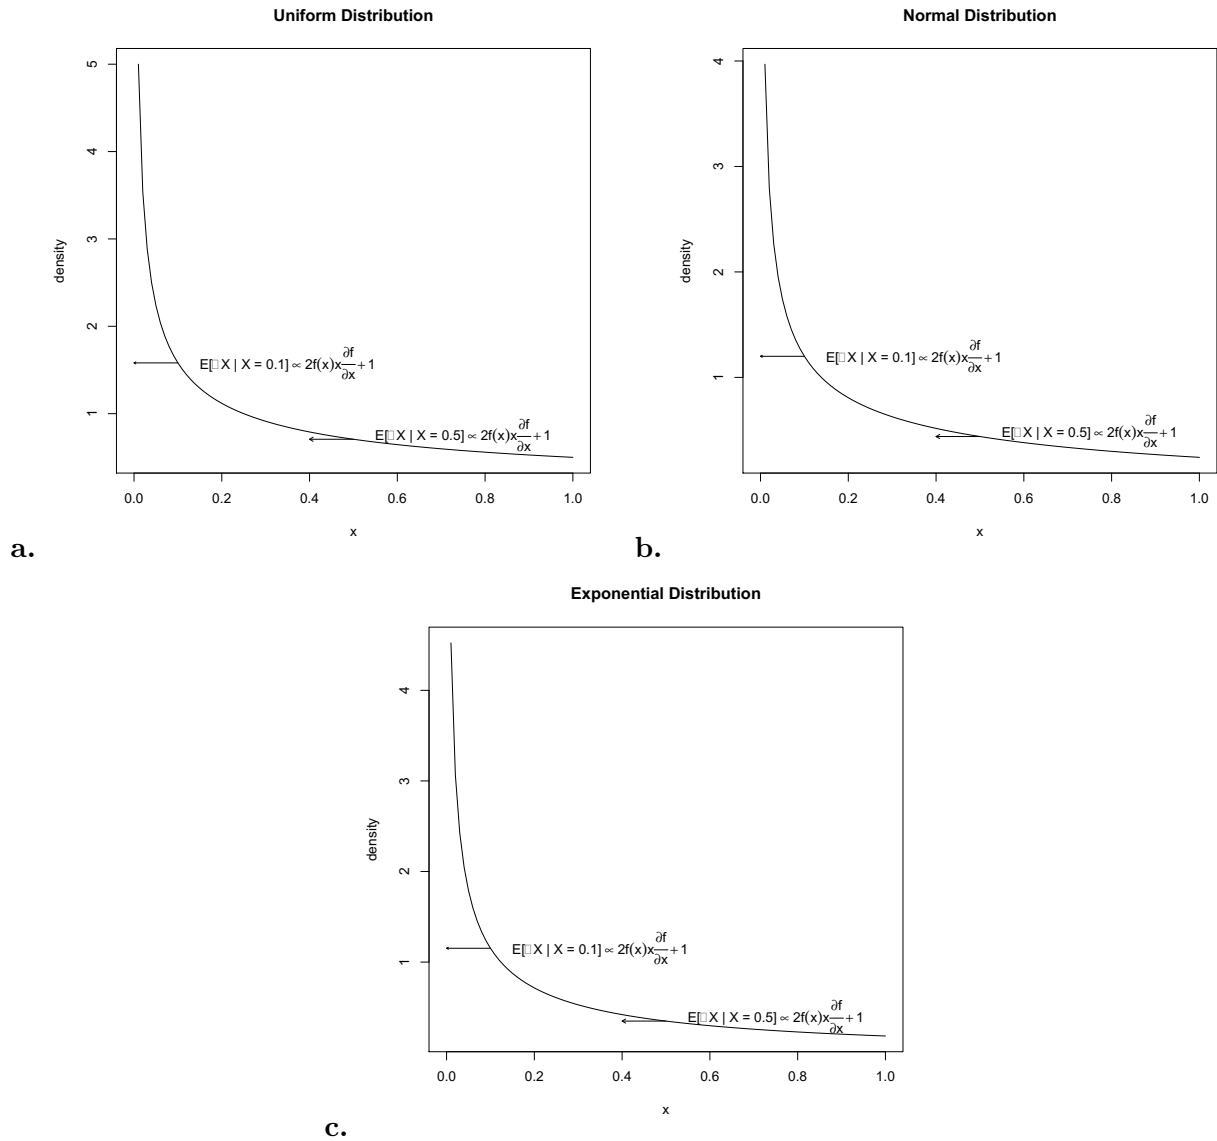 Uniform Distribution
density
5
4
3
2
1
E[□X | X = 0.1] ∝ 2f(x)x ∂f/∂x + 1
E[□X | X = 0.5] ∝ 2f(x)x ∂f/∂x + 1
0.0 0.2 0.4 0.6 0.8 1.0
x
a.
Normal Distribution
density
4
3
2
1
E[□X | X = 0.1] ∝ 2f(x)x ∂f/∂x + 1
E[□X | X = 0.5] ∝ 2f(x)x ∂f/∂x + 1
0.0 0.2 0.4 0.6 0.8 1.0
x
b.
Exponential Distribution
density
4
3
2
1
E[□X | X = 0.1] ∝ 2f(x)x ∂f/∂x + 1
E[□X | X = 0.5] ∝ 2f(x)x ∂f/∂x + 1
0.0 0.2 0.4 0.6 0.8 1.0
x
c.